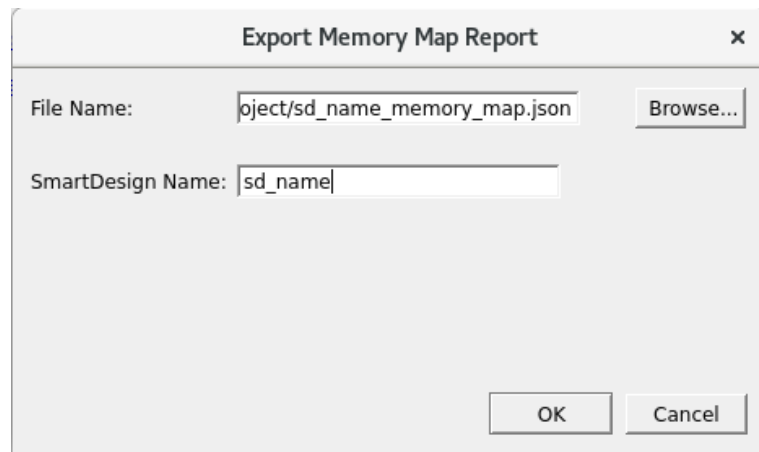 Export Memory Map Report
File Name: oject/sd_name_memory_map.json Browse...
SmartDesign Name: sd_name
OK Cancel